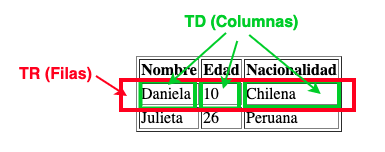 TD (Columnas)
TR (Filas)
Nombre Edad Nacionalidad
Daniela 10 Chilena
Julieta 26 Peruana